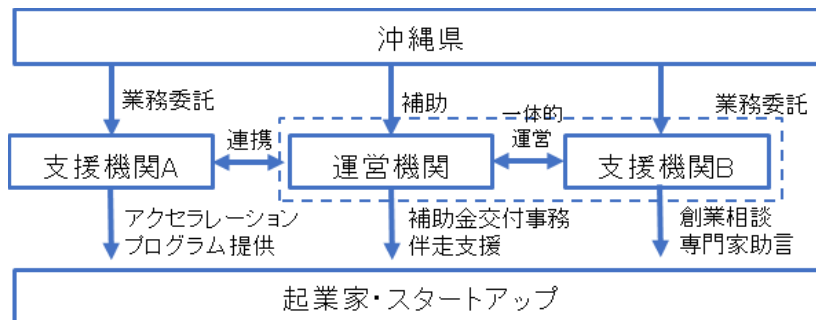 沖縄県
業務委託
補助
業務委託
一体的
運営
連携
支援機関A
運営機関
支援機関B
アクセラレーション
プログラム提供
補助金交付事務
伴走支援
創業相談
専門家助言
起業家・スタートアップ